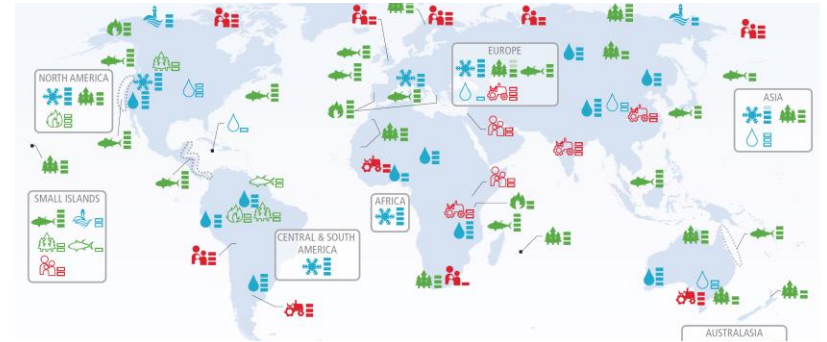 EUROPE
NORTH AMERICA
ASIA
SMALL ISLANDS
AFRICA
CENTRAL & SOUTH
AMERICA
AUSTRALASIA